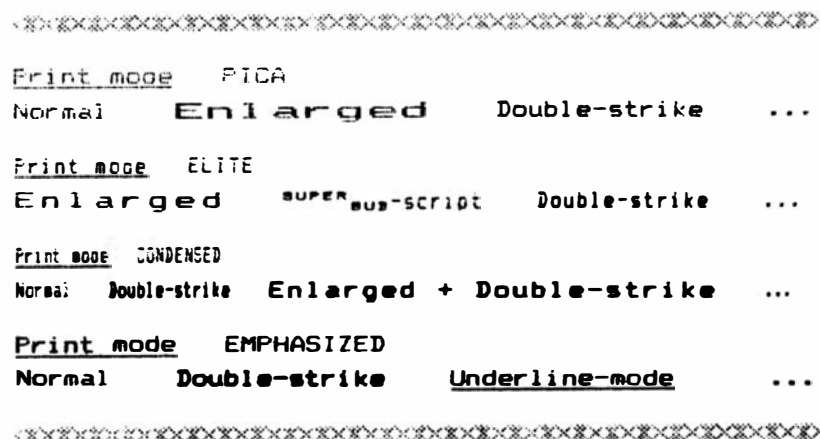 Print mode PICA
Normal Enlarged Double-strike ...
Print mode ELITE
Enlarged SUPER SUB-script Double-strike ...
Print mode CONDENSED
Normal Double-strike Enlarged + Double-strike ...
Print mode EMPHASIZED
Normal Double-strike Underline-mode ...